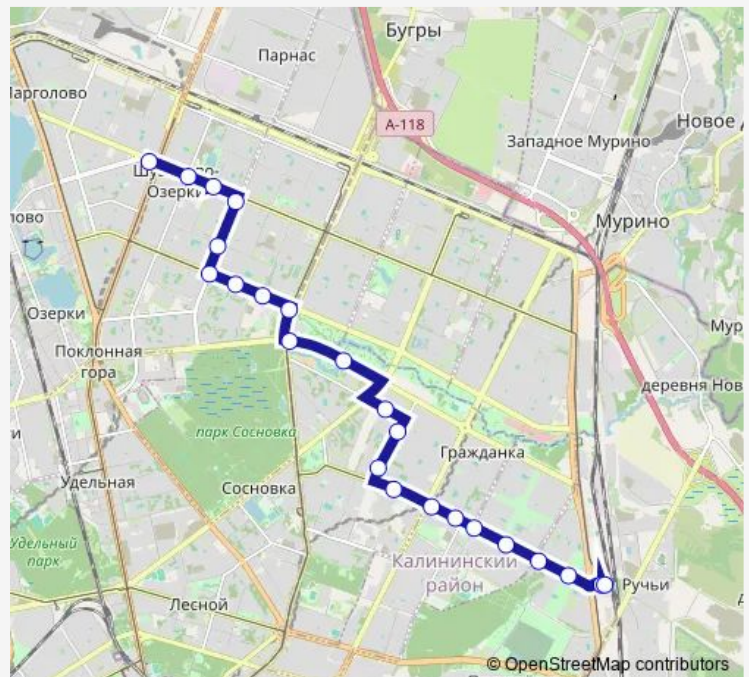 Бугры
Парнас
Парголово
А-118
Новое
Западное Мурино
Озерки
Мурино
Озерки
Поклонная
гора
деревня Нов
парк Сосновка
Гражданка
Удельная
Сосновка
Удельный
парк
Калининский
район
Ручьи
Лесной
© OpenStreetMap contributors